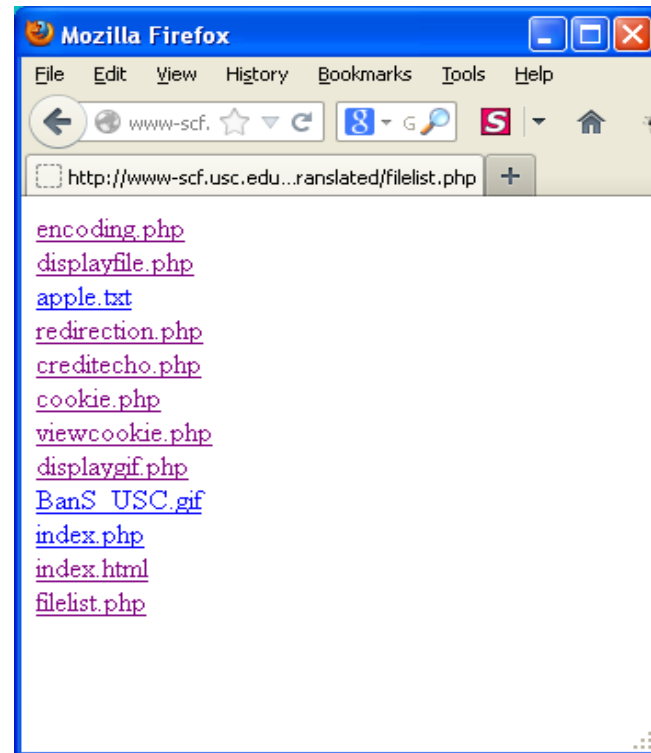 Mozilla Firefox
File Edit View History Bookmarks Tools Help
www-scf. 8 G S
http://www-scf.usc.edu...ranslated/filelist.php +
encoding.php
displayfile.php
apple.txt
redirection.php
creditecho.php
cookie.php
viewcookie.php
displaygif.php
BanS_USC.gif
index.php
index.html
filelist.php